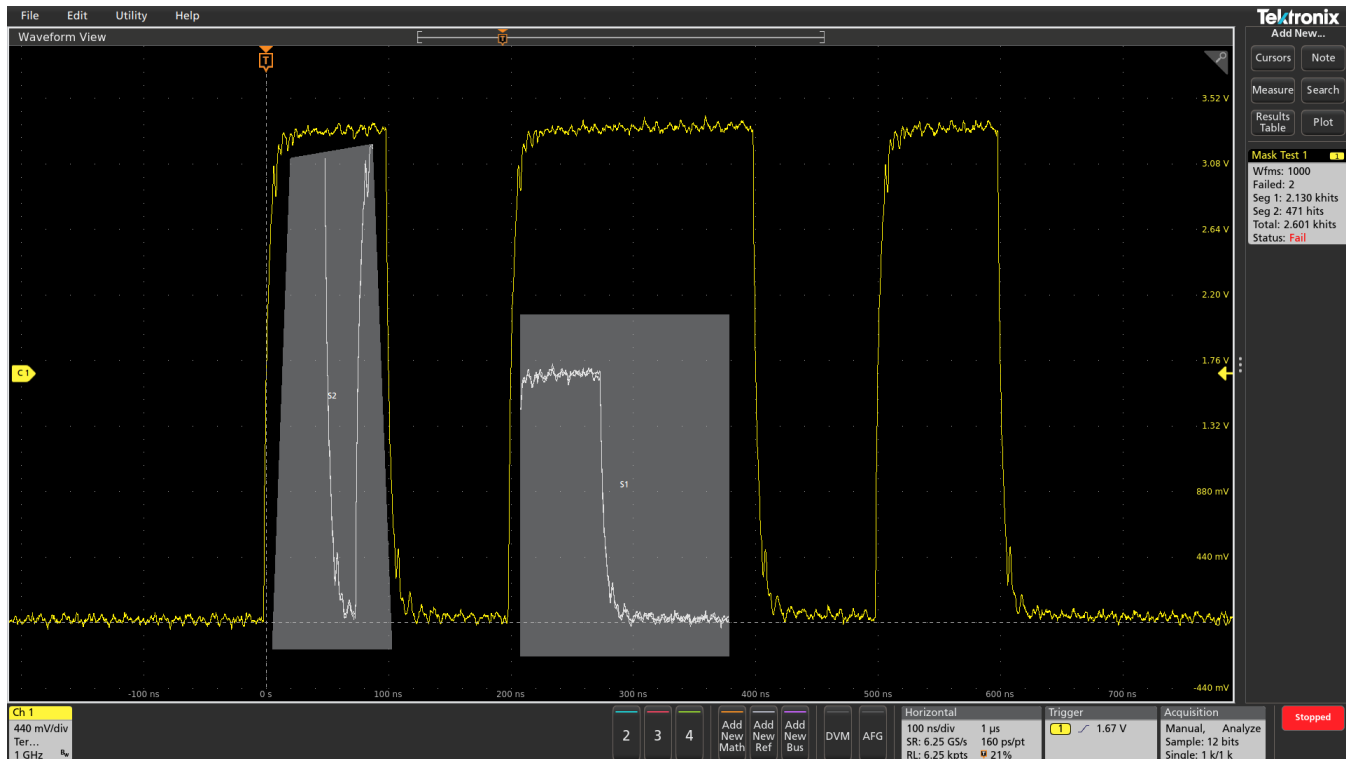 File Edit Utility Help
Tektronix
Waveform View
Add New...
T
T
Cursors Note
Measure Search
Results Table Plot
3.52 V
3.08 V
2.64 V
2.20 V
1.76 V
1.32 V
880 mV
440 mV
-440 mV
Mask Test 1 1
Wfms: 1000
Failed: 2
Seg 1: 2.130 khits
Seg 2: 471 hits
Total: 2.601 khits
Status: Fail
C1
S2
S1
-100 ns 0 s 100 ns 200 ns 300 ns 400 ns 500 ns 600 ns 700 ns
Ch 1
440 mV/div
Ter...
1 GHz Bw
2 3 4
Add New Math
Add New Ref
Add New Bus
DVM AFG
Horizontal
100 ns/div 1 µs
SR: 6.25 GS/s 160 ps/pt
RL: 6.25 kpts 21%
Trigger
1 1.67 V
Acquisition
Manual, Analyze
Sample: 12 bits
Single: 1 k/1 k
Stopped